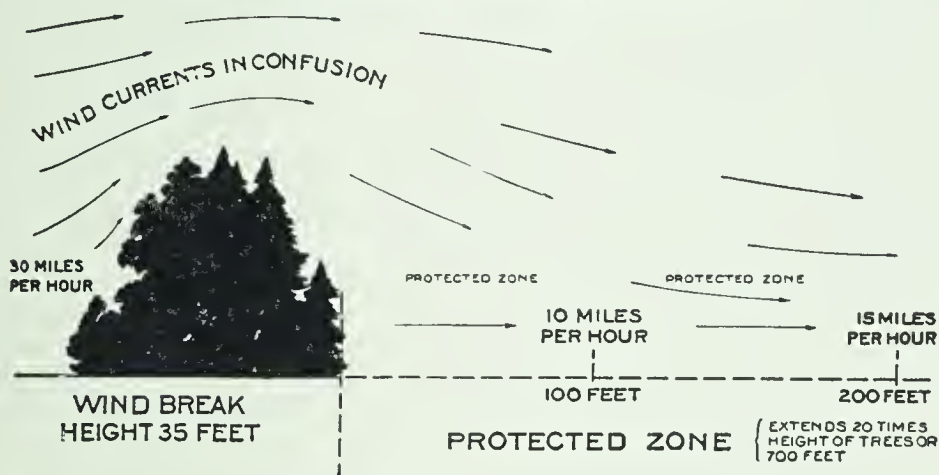 WIND CURRENTS IN CONFUSION
30 MILES
PER HOUR
PROTECTED ZONE
PROTECTED ZONE
10 MILES
PER HOUR
15 MILES
PER HOUR
100 FEET
200 FEET
WIND BREAK
HEIGHT 35 FEET
PROTECTED ZONE
EXTENDS 20 TIMES
HEIGHT OF TREES OR
700 FEET